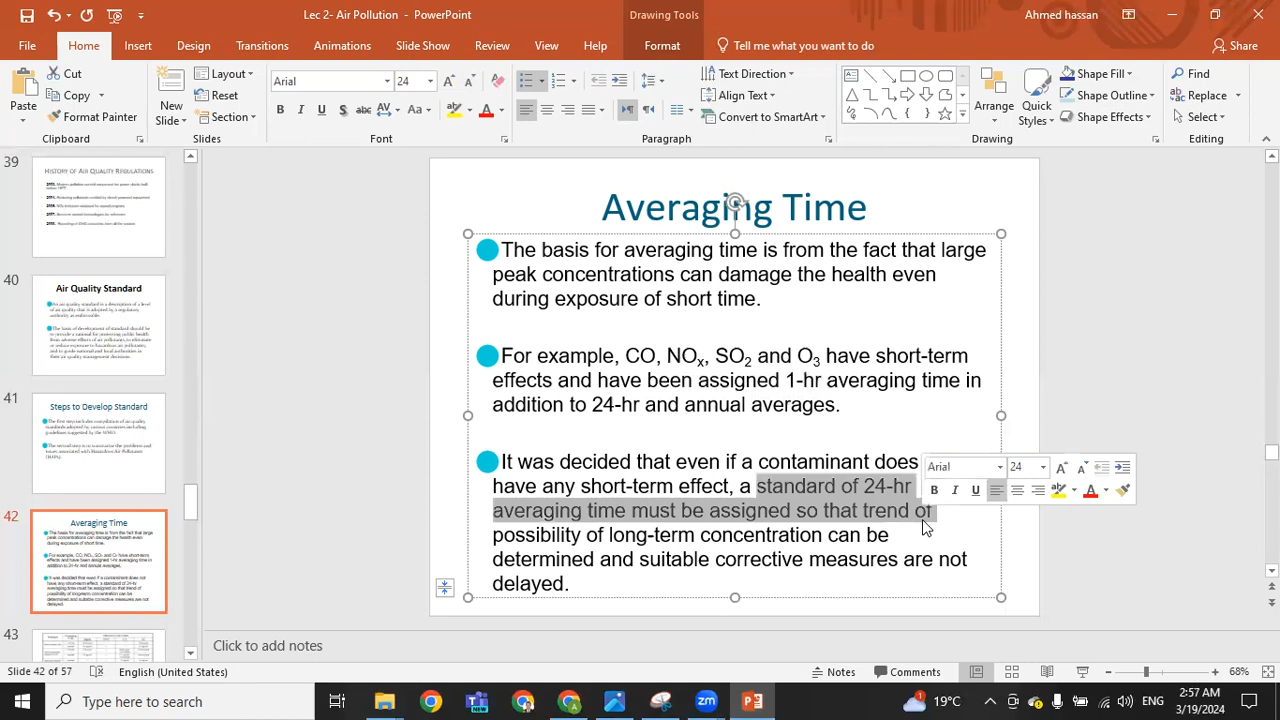 Lec 2- Air Pollution - PowerPoint
Drawing Tools
Ahmed hassan
File Home Insert Design Transitions Animations Slide Show Review View Help Format Tell me what you want to do Share
Paste
Cut
Copy
Format Painter
Clipboard
New Slide
Layout
Reset
Section
Slides
Arial 24
Font
Text Direction
Align Text
Convert to SmartArt
Paragraph
Arrange
Quick Styles
Shape Fill
Shape Outline
Shape Effects
Drawing
Find
Replace
Select
Editing
39
HISTORY OF AIR QUALITY REGULATIONS
40
Air Quality Standard
41
Steps to Develop Standard
42
Averaging Time
43
Averaging Time
The basis for averaging time is from the fact that large
peak concentrations can damage the health even
during exposure of short time.
For example, CO, NOx, SO2 and O3 have short-term
effects and have been assigned 1-hr averaging time in
addition to 24-hr and annual averages.
It was decided that even if a contaminant does
have any short-term effect, a standard of 24-hr
averaging time must be assigned so that trend of
possibility of long-term concentration can be
determined and suitable corrective measures are not
delayed.
Arial 24
Click to add notes
Slide 42 of 57 English (United States) Notes Comments 68%
Type here to search
NEW
zm
19°C
ENG
2:57 AM
3/19/2024